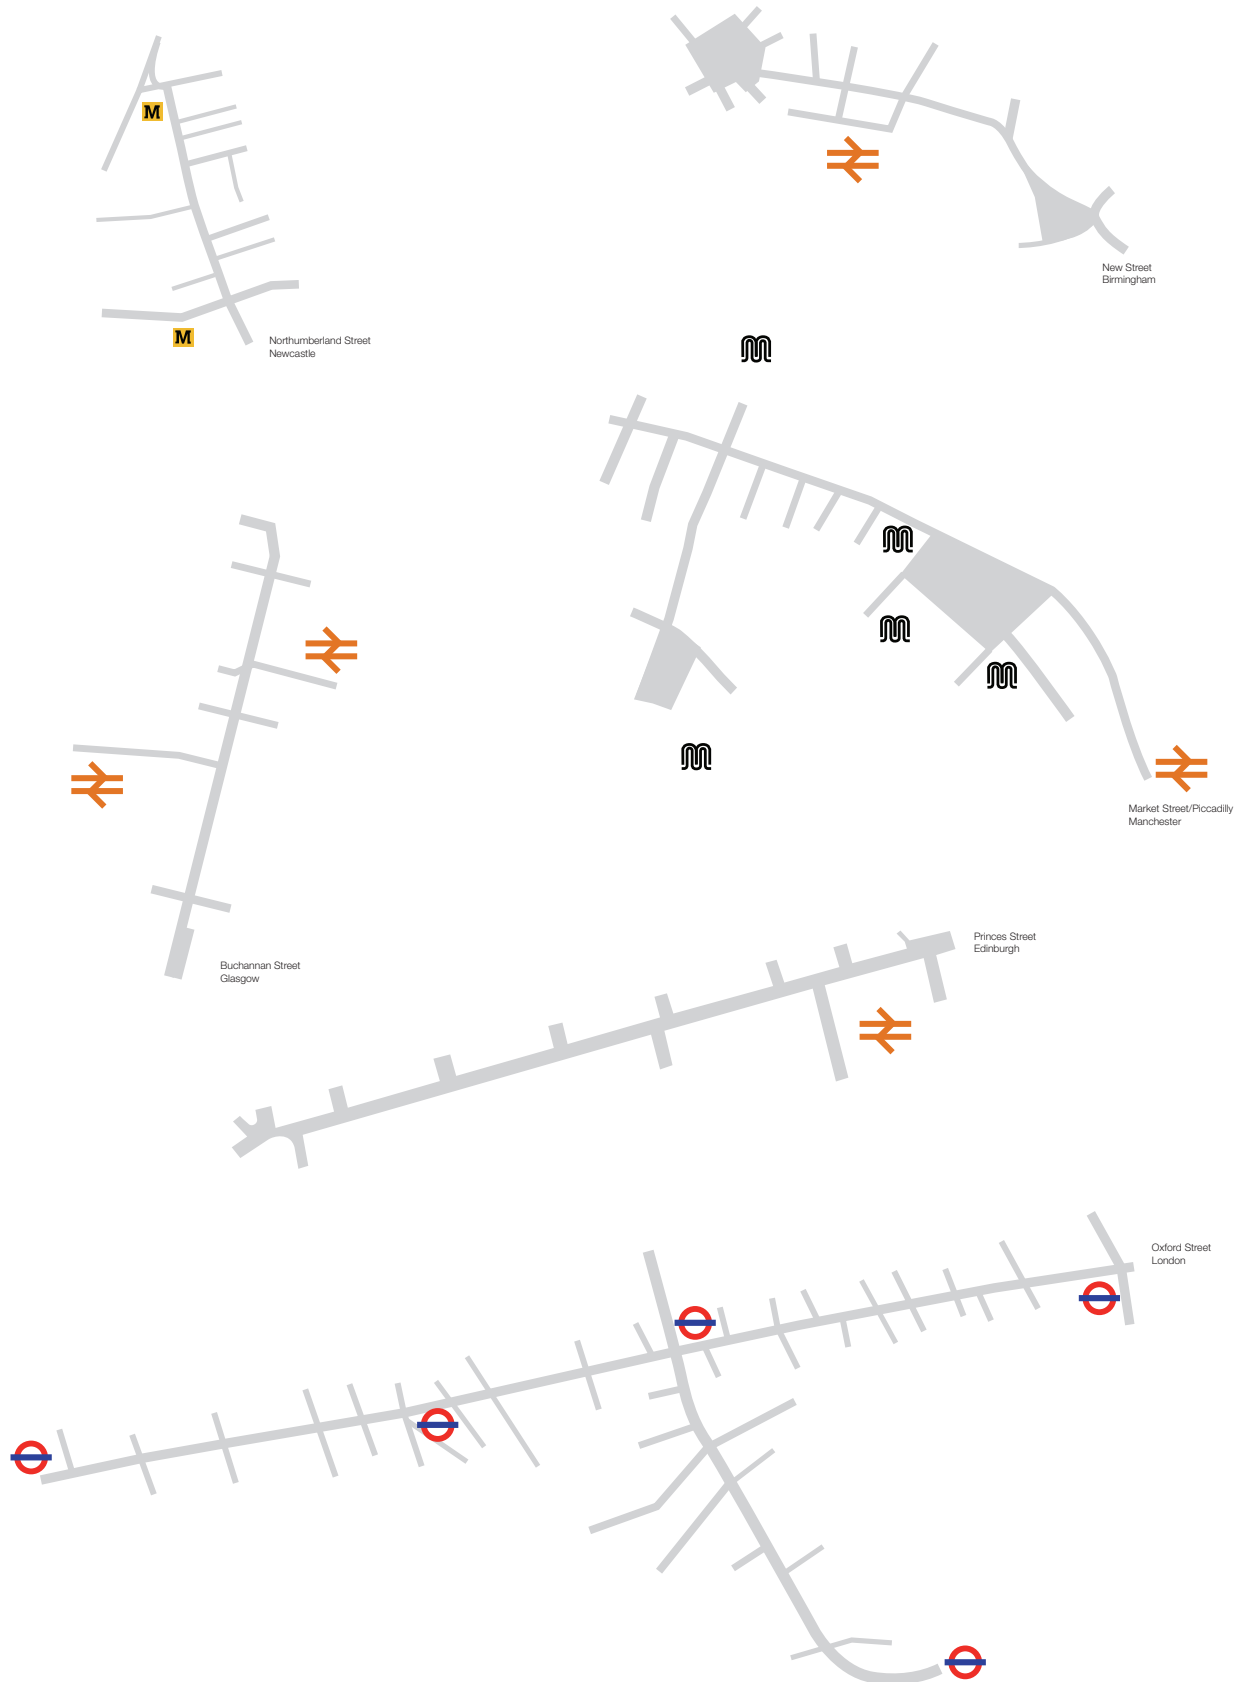 New Street
Birmingham
M
M
Northumberland Street
Newcastle
Market Street/Piccadilly
Manchester
Buchannan Street
Glasgow
Princes Street
Edinburgh
Oxford Street
London